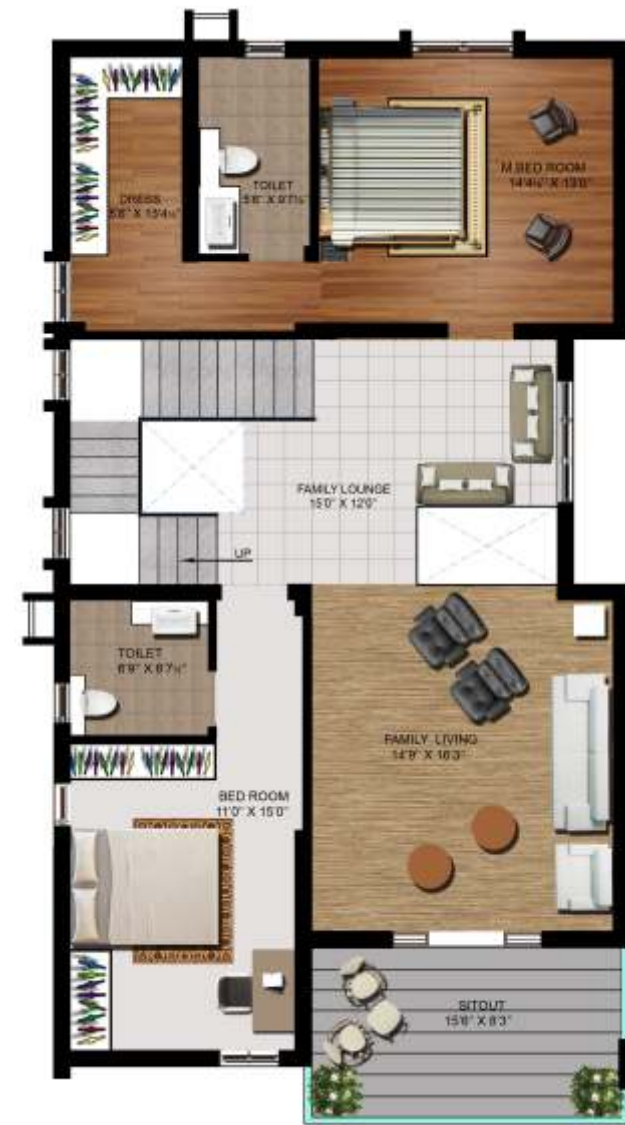 M.BED ROOM
14'4½" X 13'0"
TOILET
5'6" X 9'7½"
DRESS
5'6" X 13'4½"
FAMILY LOUNGE
15'0" X 12'0"
UP
TOILET
6'9" X 6'7½"
FAMILY LIVING
14'9" X 16'3"
BED ROOM
11'0" X 15'0"
SITOUT
15'6" X 8'3"